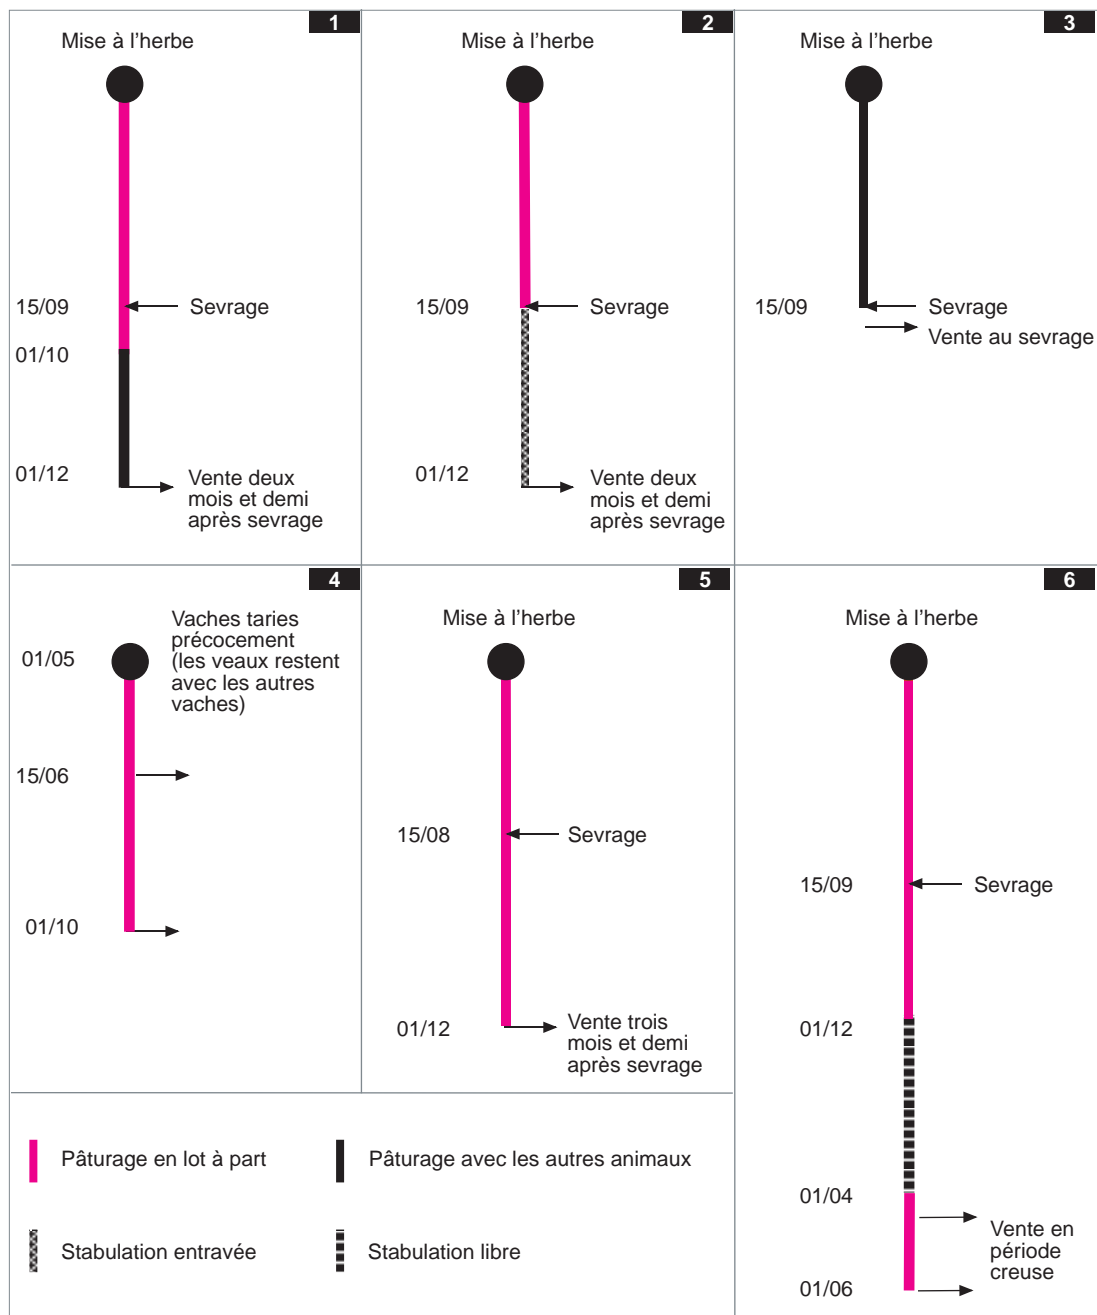 1
Mise à l'herbe
15/09
Sevrage
01/10
01/12
Vente deux
mois et demi
après sevrage
2
Mise à l'herbe
15/09
Sevrage
01/12
Vente deux
mois et demi
après sevrage
3
Mise à l'herbe
15/09
Sevrage
Vente au sevrage
4
Vaches taries
précocement
(les veaux restent
avec les autres
vaches)
01/05
15/06
01/10
5
Mise à l'herbe
15/08
Sevrage
01/12
Vente trois
mois et demi
après sevrage
6
Mise à l'herbe
15/09
Sevrage
01/12
01/04
Vente en
période
creuse
01/06
Pâturage en lot à part
Pâturage avec les autres animaux
Stabulation entravée
Stabulation libre